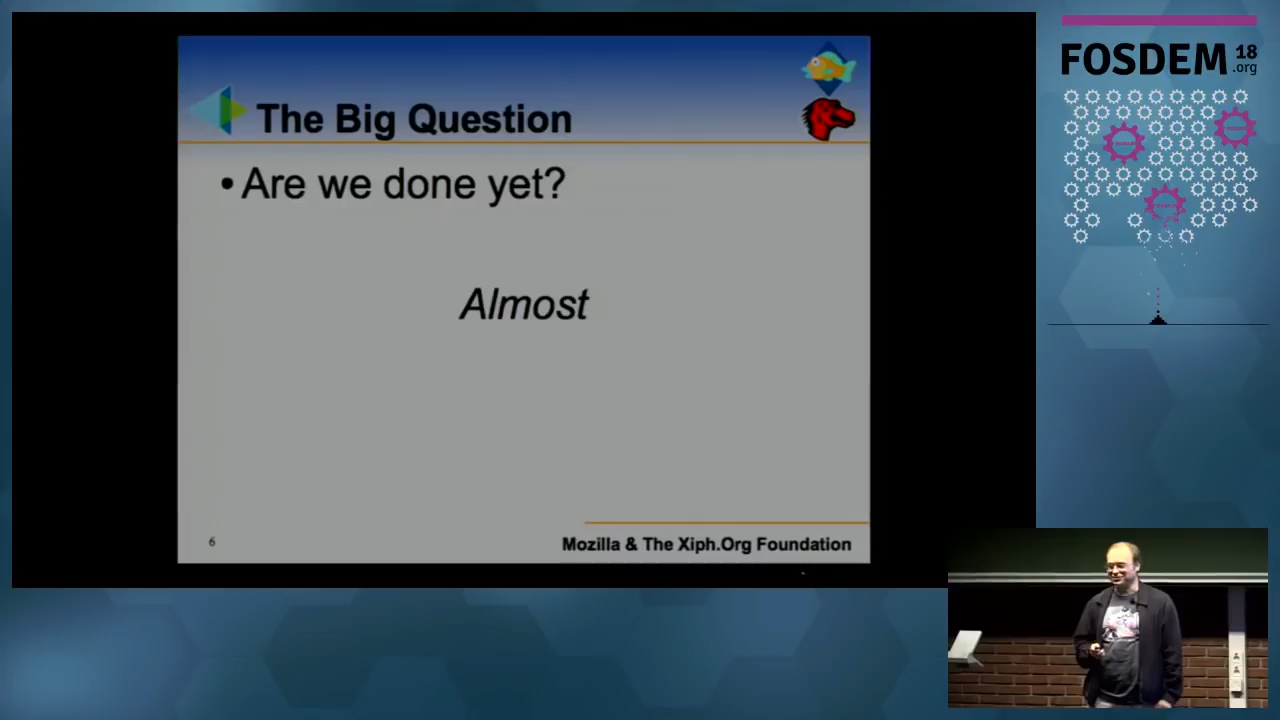 The Big Question
• Are we done yet?
Almost
6
Mozilla & The Xiph.Org Foundation
FOSDEM 18
.org